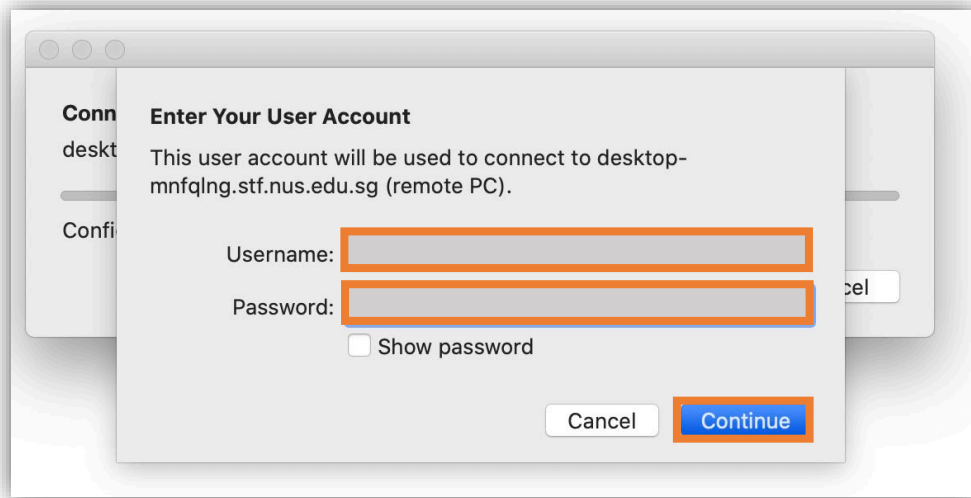 Conn
Enter Your User Account
deskt
This user account will be used to connect to desktop-
mnfqlng.stf.nus.edu.sg (remote PC).
Confi
Username:
Password:
cel
Show password
Cancel
Continue